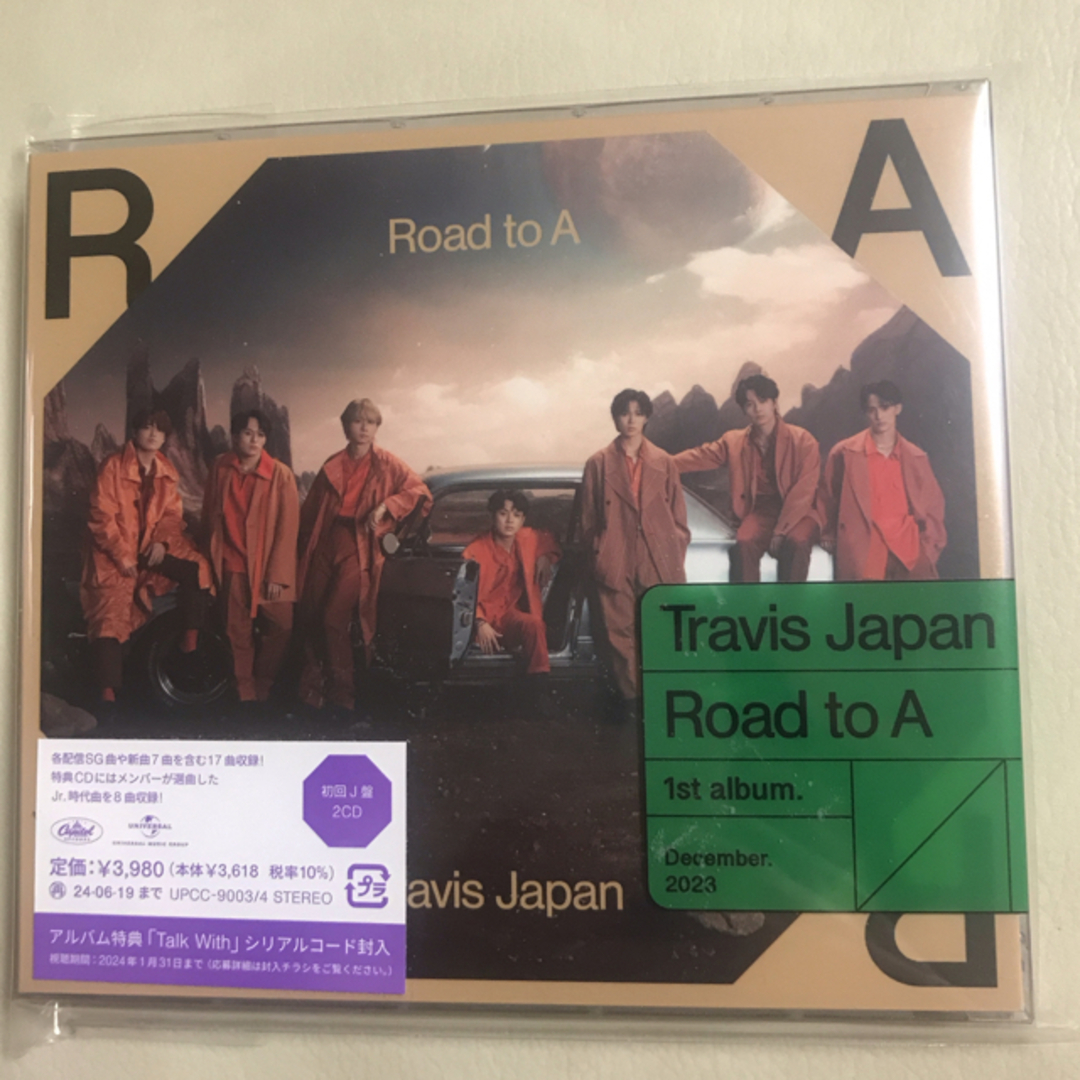 R
A
Road to A
Travis Japan
Road to A
1st album.
December.
2023
各配信SG曲や新曲7曲を含む17曲収録!
特典CDにはメンバーが選曲した
Jr.時代曲を8曲収録!
初回J盤
2CD
Capitol
RECORDS
UNIVERSAL
UNIVERSAL MUSIC GROUP
定価:¥3,980(本体¥3,618 税率10%)
再 24-06-19まで UPCC-9003/4 STEREO
プラ
アルバム特典「Talk With」シリアルコード封入
視聴期間:2024年1月31日まで(応募詳細は封入チラシをご覧ください。)
avis Japan
R